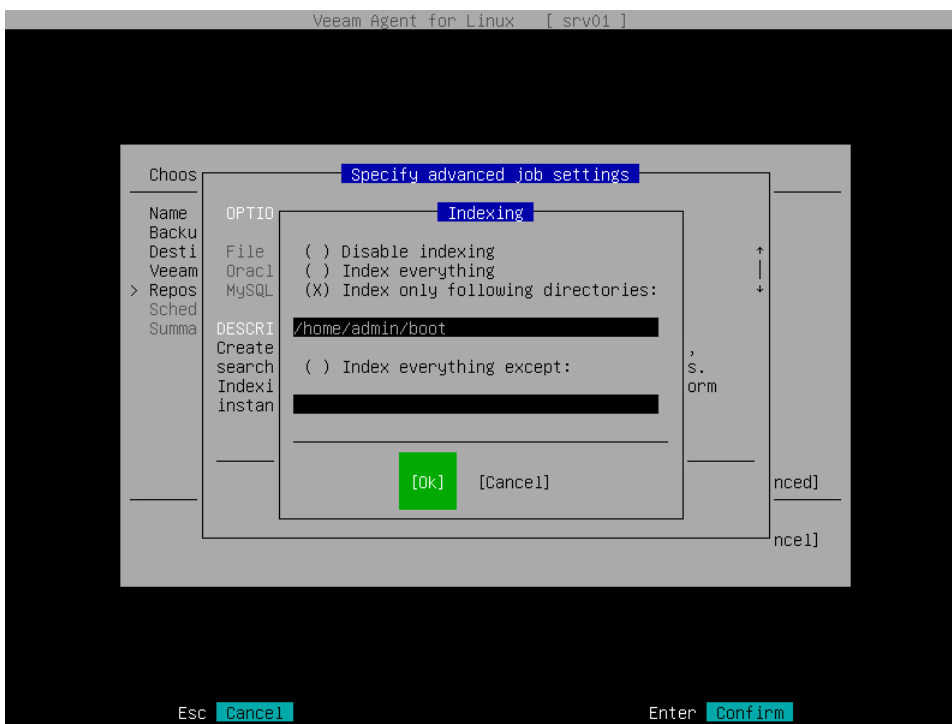 Veeam Agent for Linux [ srv01 ]
Choos
Specify advanced job settings
Name OPTIO Indexing
Backu
Desti File ( ) Disable indexing ↑
Veeam Oracl ( ) Index everything |
> Repos MySQL (X) Index only following directories: ↓
Sched
Summa DESCRI /home/admin/boot
Create ,
search ( ) Index everything except: s.
Indexi orm
instan
[Ok] [Cancel] nced]
ncel]
Esc Cancel Enter Confirm